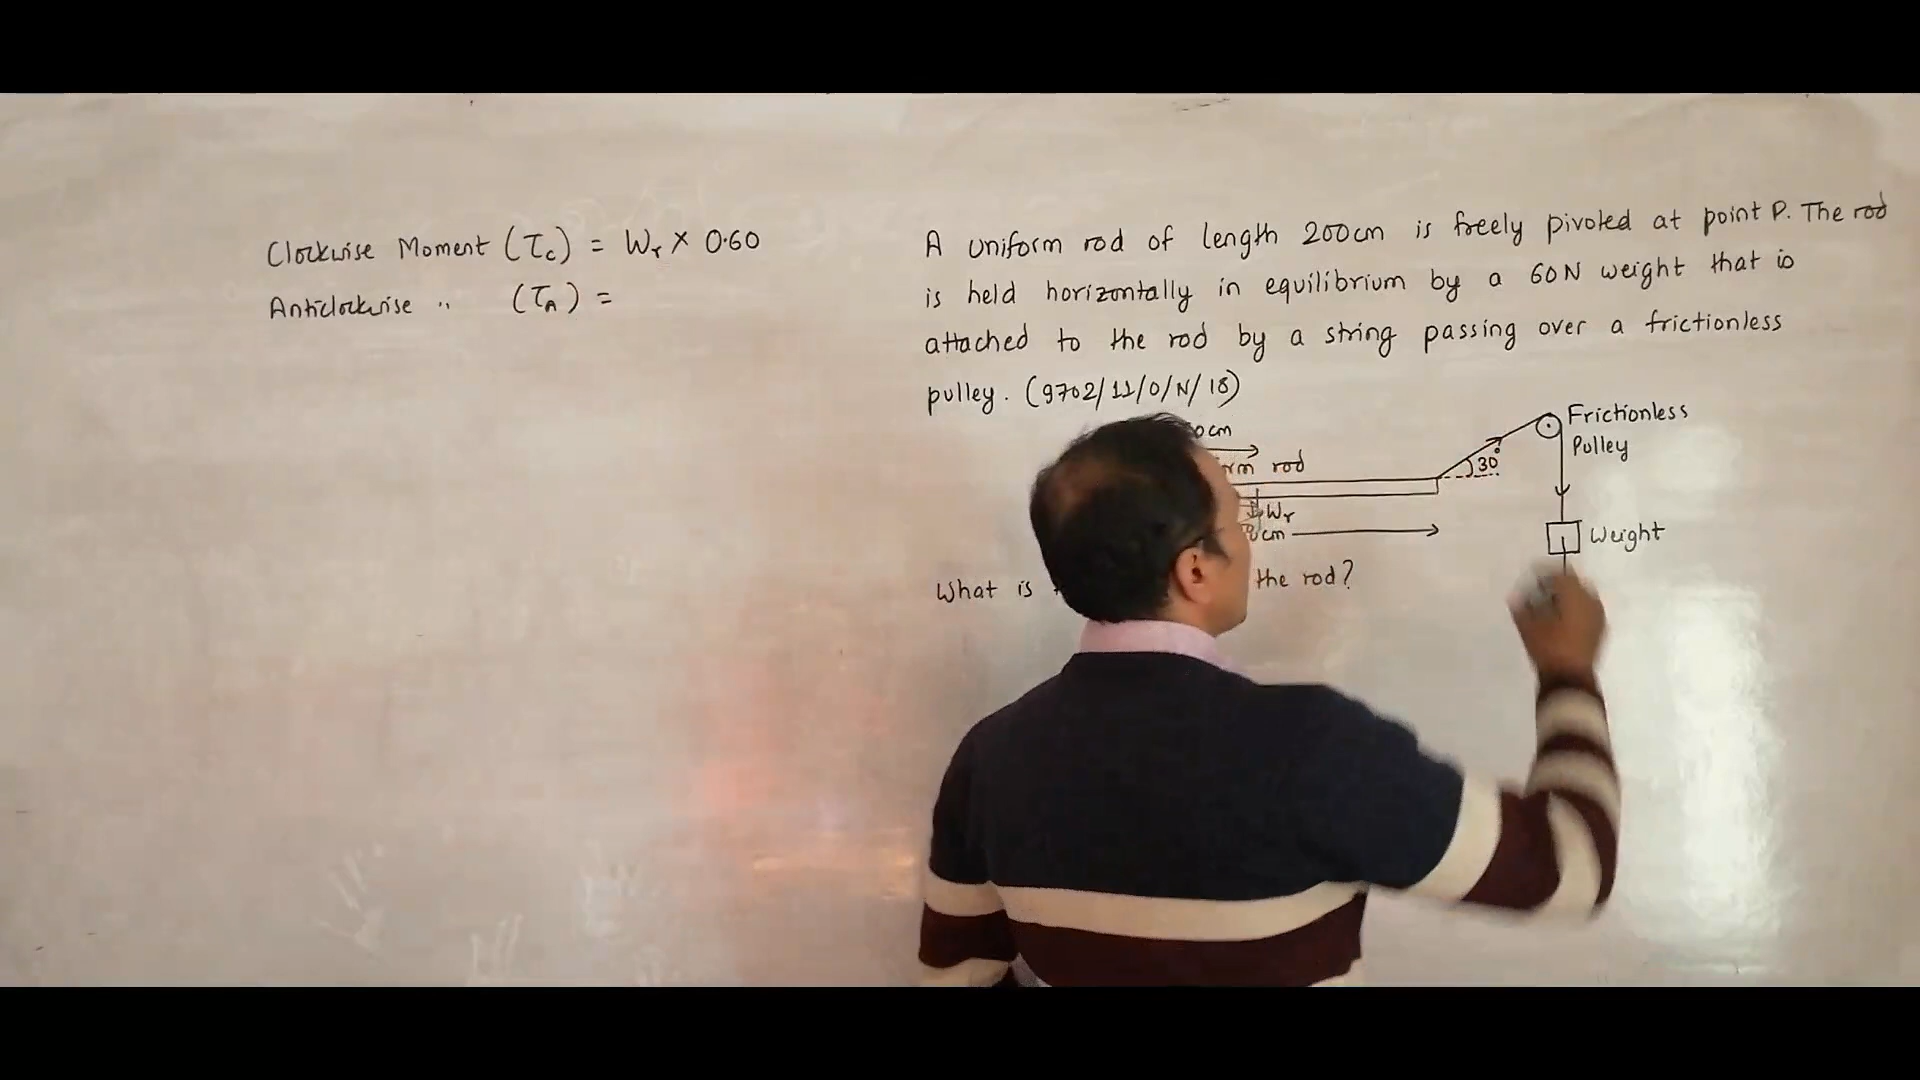 Clockwise Moment (τc) = Wr × 0.60
Anticlockwise " (τA) =
A uniform rod of length 200cm is freely pivoted at point P. The rod
is held horizontally in equilibrium by a 60N weight that is
attached to the rod by a string passing over a frictionless
pulley. (9702/11/O/N/18)
0cm
rod
Frictionless
Pulley
30°
Wr
cm
Weight
What is
the rod?